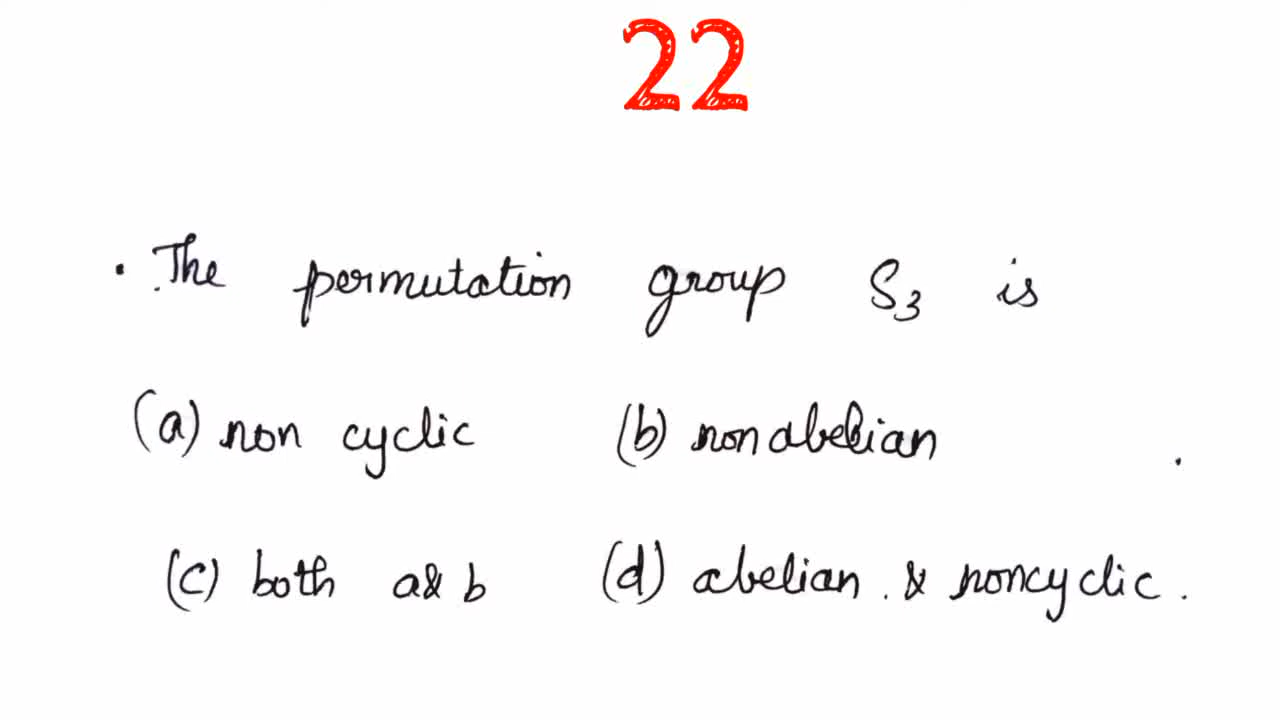 22
. The permutation group S₃ is
(a) non cyclic (b) nonabelian
(c) both a & b (d) abelian . & noncyclic .